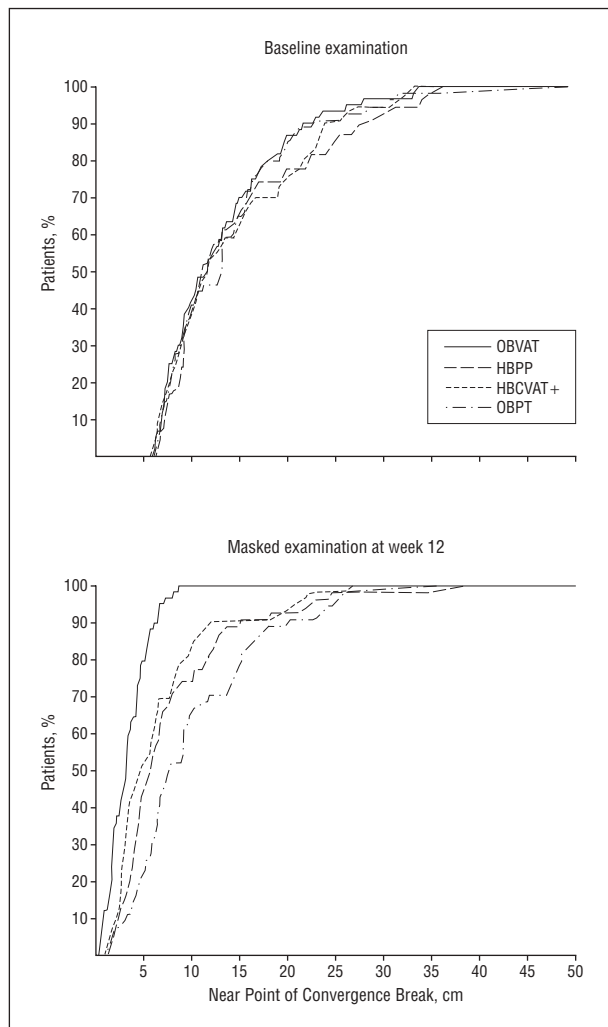 Baseline examination
100
90
80
70
60
50
40
30
20
10
Patients, %
OBVAT
HBPP
HBCVAT+
OBPT
Masked examination at week 12
100
90
80
70
60
50
40
30
20
10
Patients, %
5 10 15 20 25 30 35 40 45 50
Near Point of Convergence Break, cm